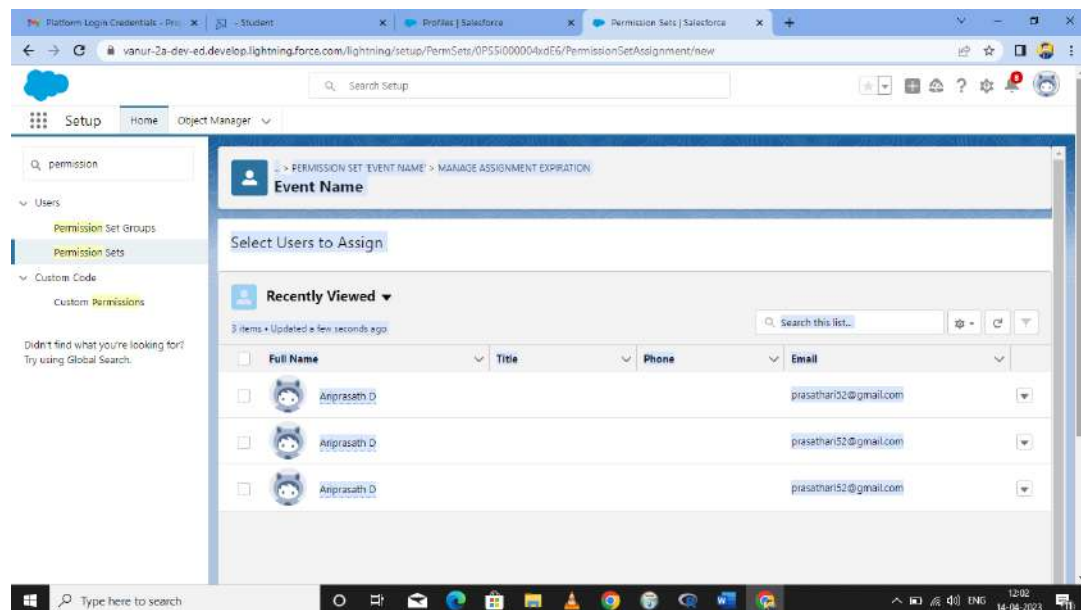 Platform Login Credentials - Pro
- Student
Profiles | Salesforce
Permission Sets | Salesforce
vanur-2a-dev-ed.develop.lightning.force.com/lightning/setup/PermSets/0PS5i000004xdE6/PermissionSetAssignment/new
Search Setup
Setup
Home
Object Manager
permission
... > PERMISSION SET 'EVENT NAME' > MANAGE ASSIGNMENT EXPIRATION
Event Name
Users
Permission Set Groups
Permission Sets
Select Users to Assign
Custom Code
Custom Permissions
Recently Viewed
3 items • Updated a few seconds ago
Search this list...
Didn't find what you're looking for?
Try using Global Search.
Full Name Title Phone Email
Ariprasath D prasathari52@gmail.com
Ariprasath D prasathari52@gmail.com
Ariprasath D prasathari52@gmail.com
Type here to search
ENG
12:02
14-04-2023